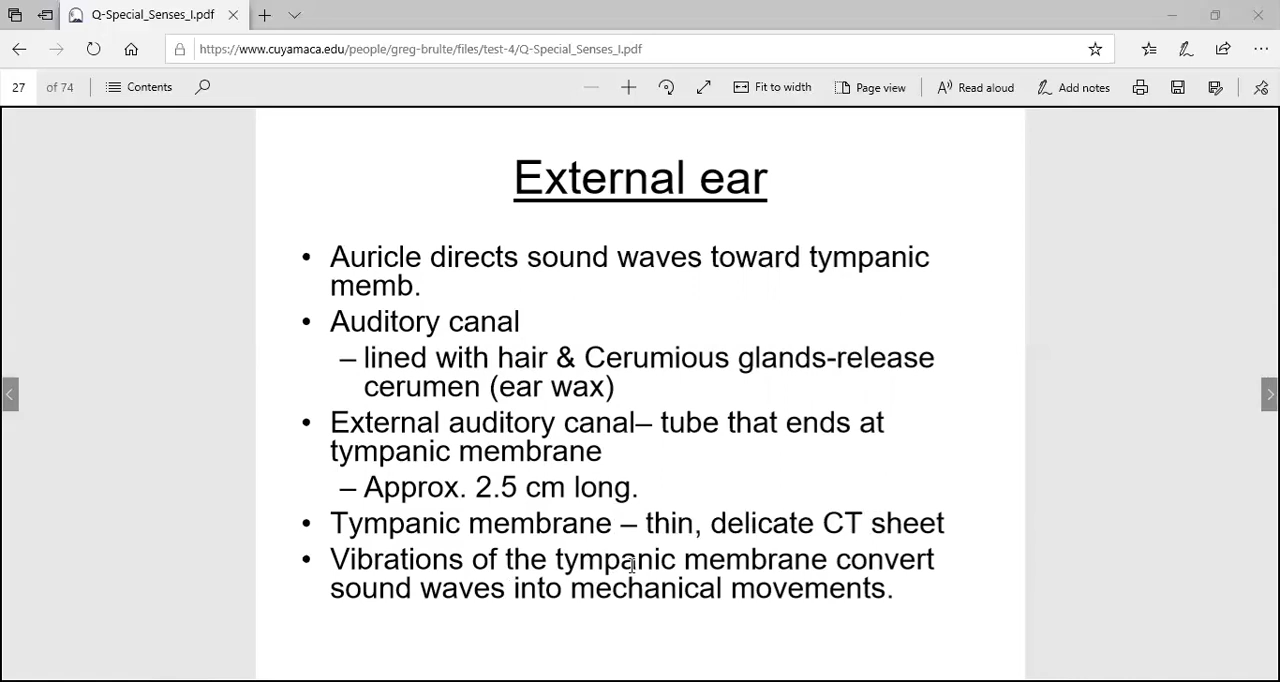 Q-Special_Senses_I.pdf
https://www.cuyamaca.edu/people/greg-brulte/files/test-4/Q-Special_Senses_I.pdf
27 of 74 Contents Fit to width Page view Read aloud Add notes
External ear
• Auricle directs sound waves toward tympanic
memb.
• Auditory canal
– lined with hair & Cerumious glands-release
cerumen (ear wax)
• External auditory canal– tube that ends at
tympanic membrane
– Approx. 2.5 cm long.
• Tympanic membrane – thin, delicate CT sheet
• Vibrations of the tympanic membrane convert
sound waves into mechanical movements.